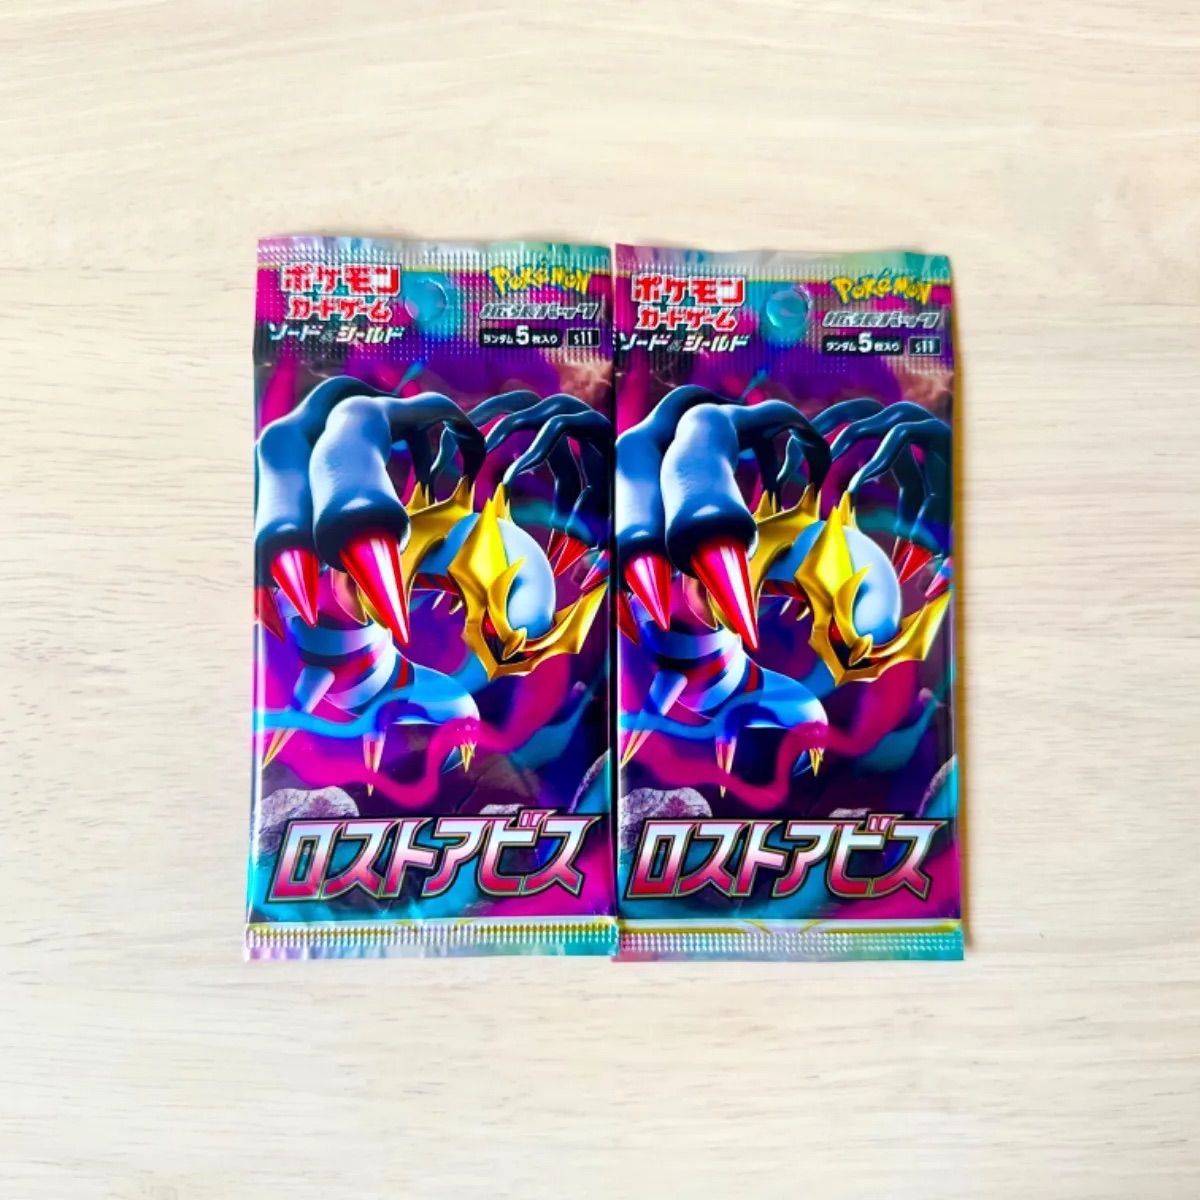 ポケモン
カードゲーム
ソード&シールド
Pokémon
拡張パック
ランダム5枚入り s11
ロストアビス
ポケモン
カードゲーム
ソード&シールド
Pokémon
拡張パック
ランダム5枚入り s11
ロストアビス